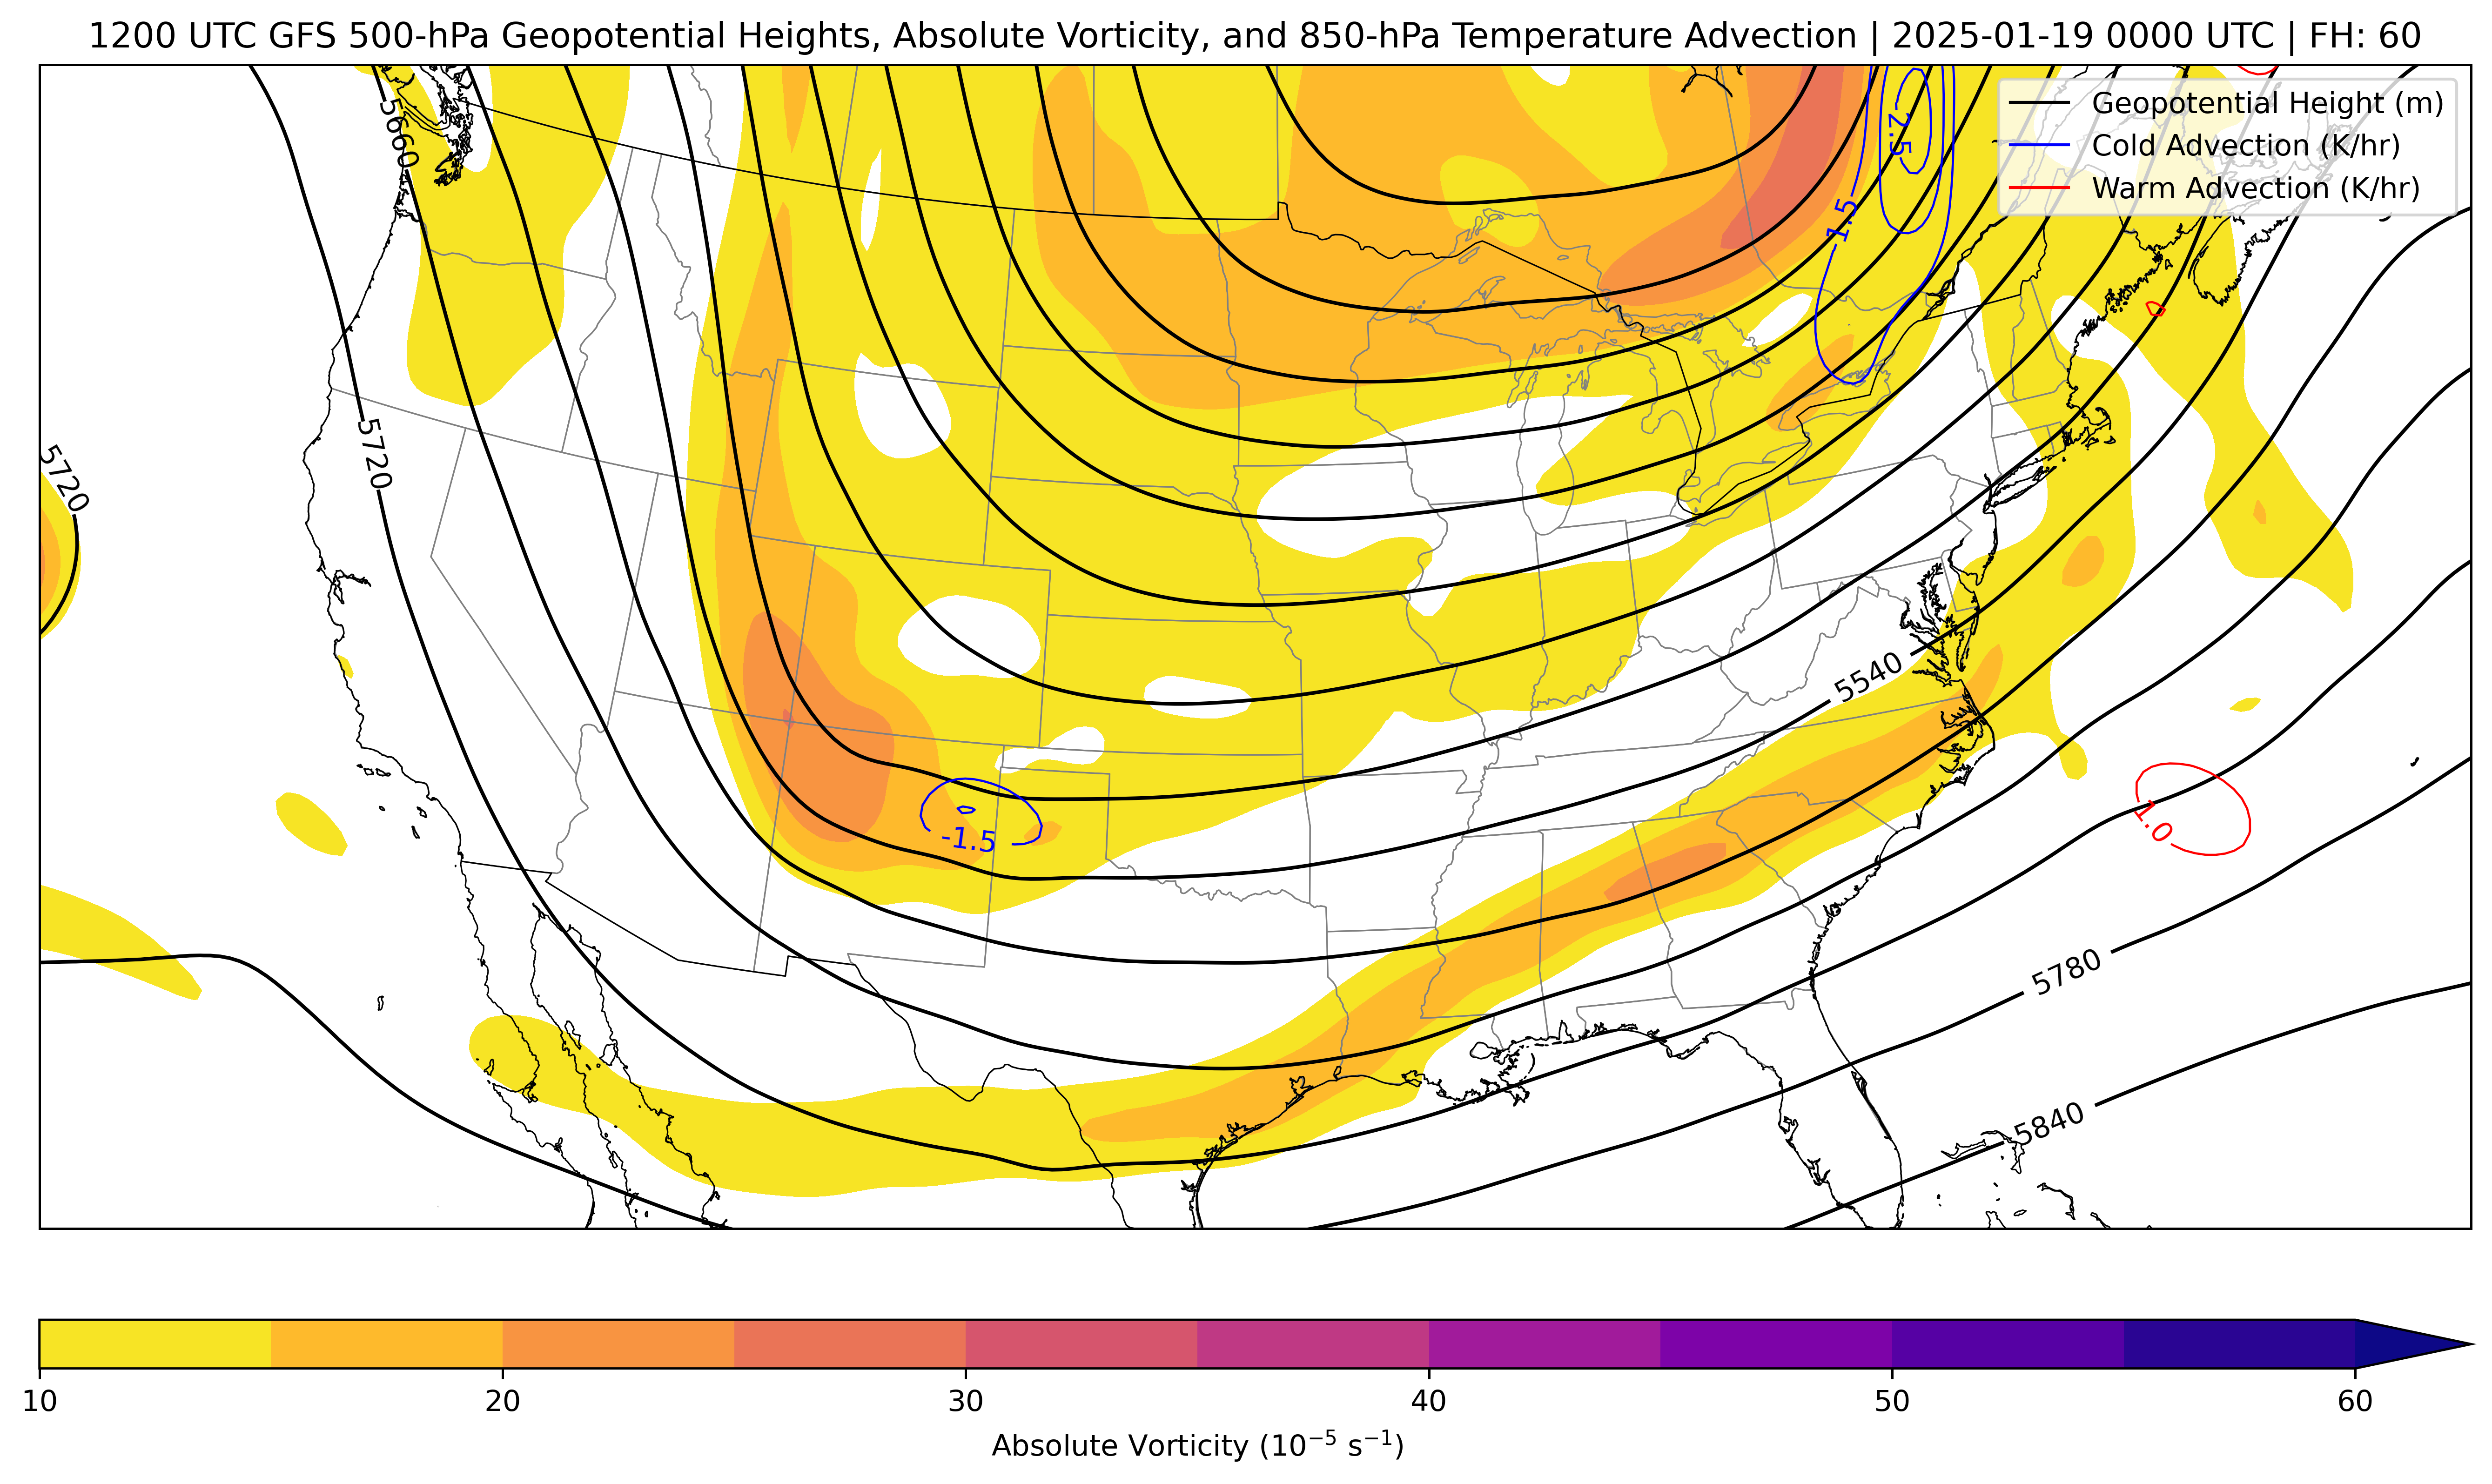 1200 UTC GFS 500-hPa Geopotential Heights, Absolute Vorticity, and 850-hPa Temperature Advection | 2025-01-19 0000 UTC | FH: 60
Geopotential Height (m)
Cold Advection (K/hr)
Warm Advection (K/hr)
5660
-2.5
-1.5
5720
5720
5540
-1.5
1.0
5780
5840
10 20 30 40 50 60
Absolute Vorticity (10⁻⁵ s⁻¹)